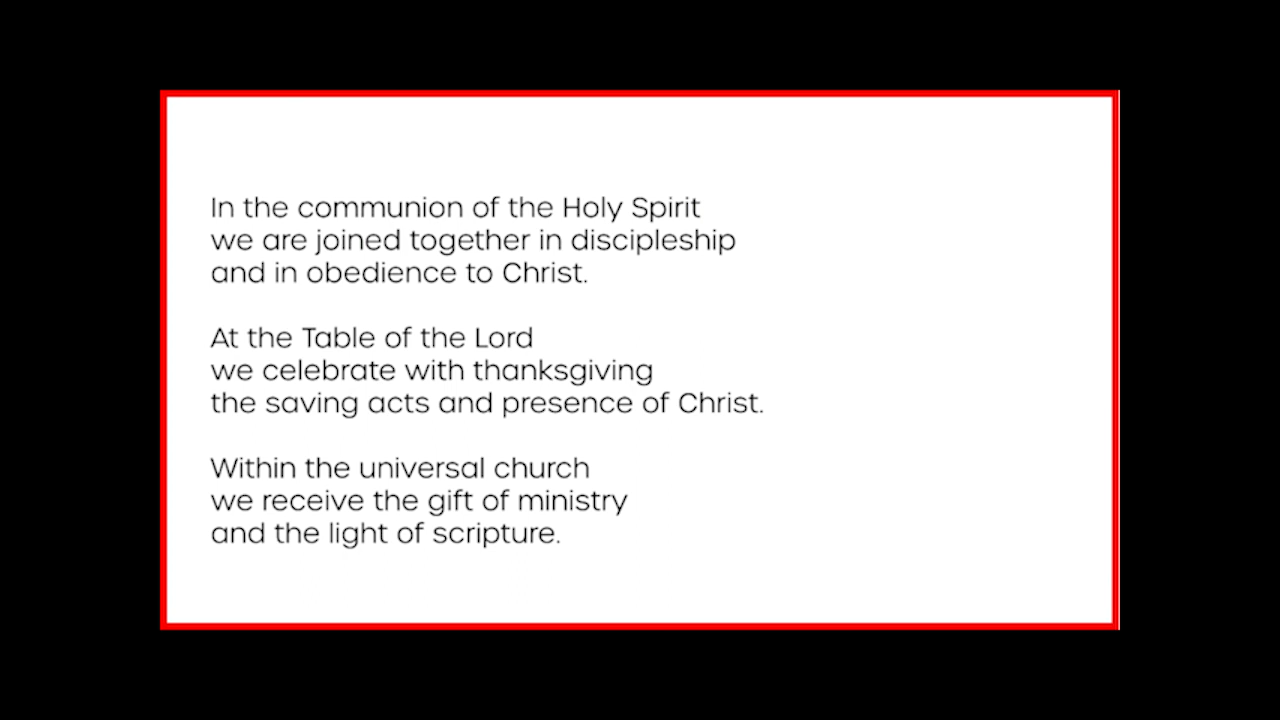 In the communion of the Holy Spirit
we are joined together in discipleship
and in obedience to Christ.
At the Table of the Lord
we celebrate with thanksgiving
the saving acts and presence of Christ.
Within the universal church
we receive the gift of ministry
and the light of scripture.